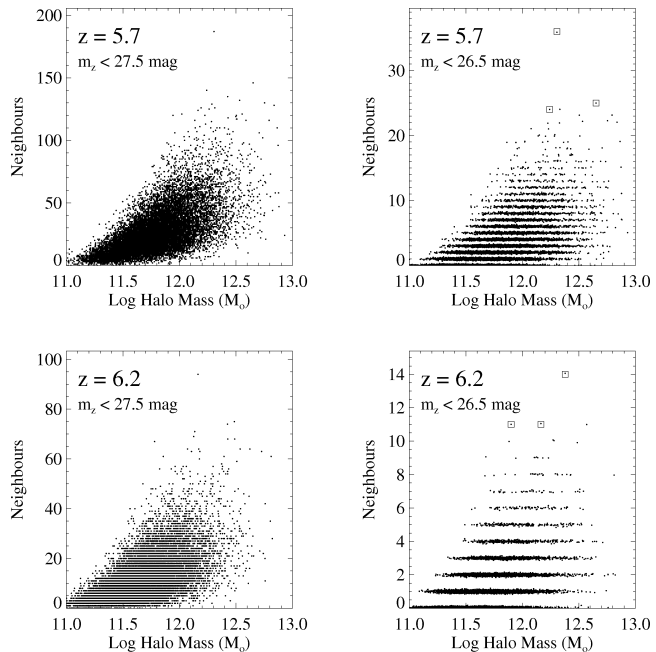 200
150
100
50
0
Neighbours
z = 5.7
m_z < 27.5 mag
11.0 11.5 12.0 12.5 13.0
Log Halo Mass (M_o)
30
20
10
0
Neighbours
z = 5.7
m_z < 26.5 mag
11.0 11.5 12.0 12.5 13.0
Log Halo Mass (M_o)
100
80
60
40
20
0
Neighbours
z = 6.2
m_z < 27.5 mag
11.0 11.5 12.0 12.5 13.0
Log Halo Mass (M_o)
14
12
10
8
6
4
2
0
Neighbours
z = 6.2
m_z < 26.5 mag
11.0 11.5 12.0 12.5 13.0
Log Halo Mass (M_o)